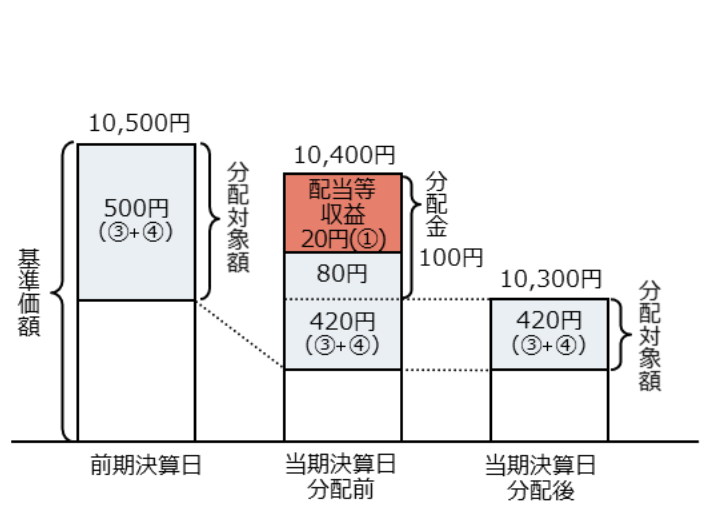 10,500円
500円
(③+④)
分配対象額
基準価額
前期決算日
10,400円
配当等
収益
20円(①)
80円
420円
(③+④)
分配金
100円
当期決算日
分配前
10,300円
420円
(③+④)
分配対象額
当期決算日
分配後